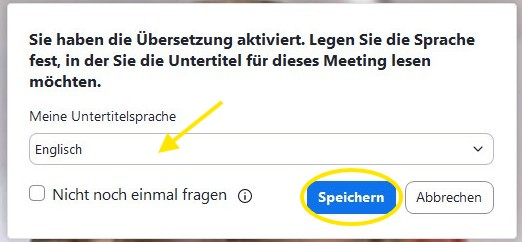 Sie haben die Übersetzung aktiviert. Legen Sie die Sprache
fest, in der Sie die Untertitel für dieses Meeting lesen
möchten.
Meine Untertitelsprache
Englisch
Nicht noch einmal fragen
Speichern
Abbrechen